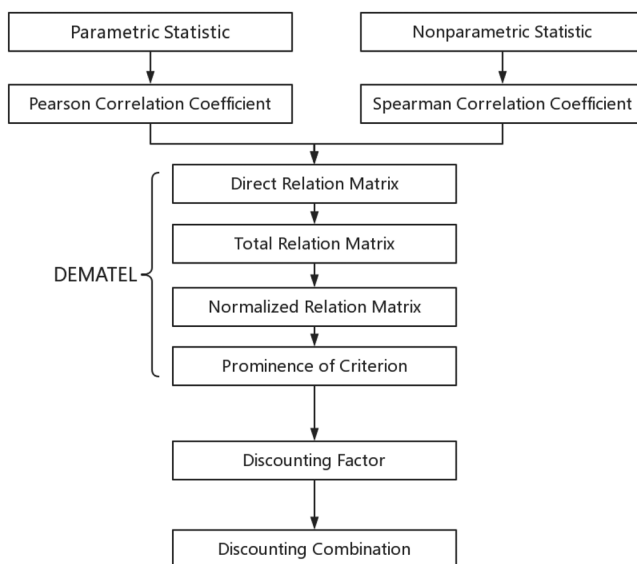 Parametric Statistic
Nonparametric Statistic
Pearson Correlation Coefficient
Spearman Correlation Coefficient
Direct Relation Matrix
Total Relation Matrix
DEMATEL
Normalized Relation Matrix
Prominence of Criterion
Discounting Factor
Discounting Combination